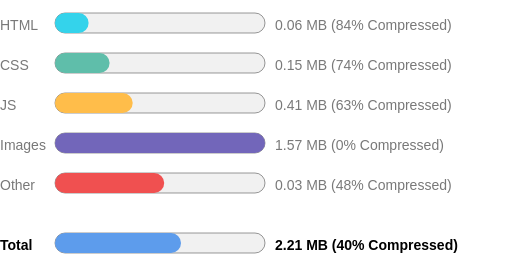 HTML 0.06 MB (84% Compressed)
CSS 0.15 MB (74% Compressed)
JS 0.41 MB (63% Compressed)
Images 1.57 MB (0% Compressed)
Other 0.03 MB (48% Compressed)
Total 2.21 MB (40% Compressed)